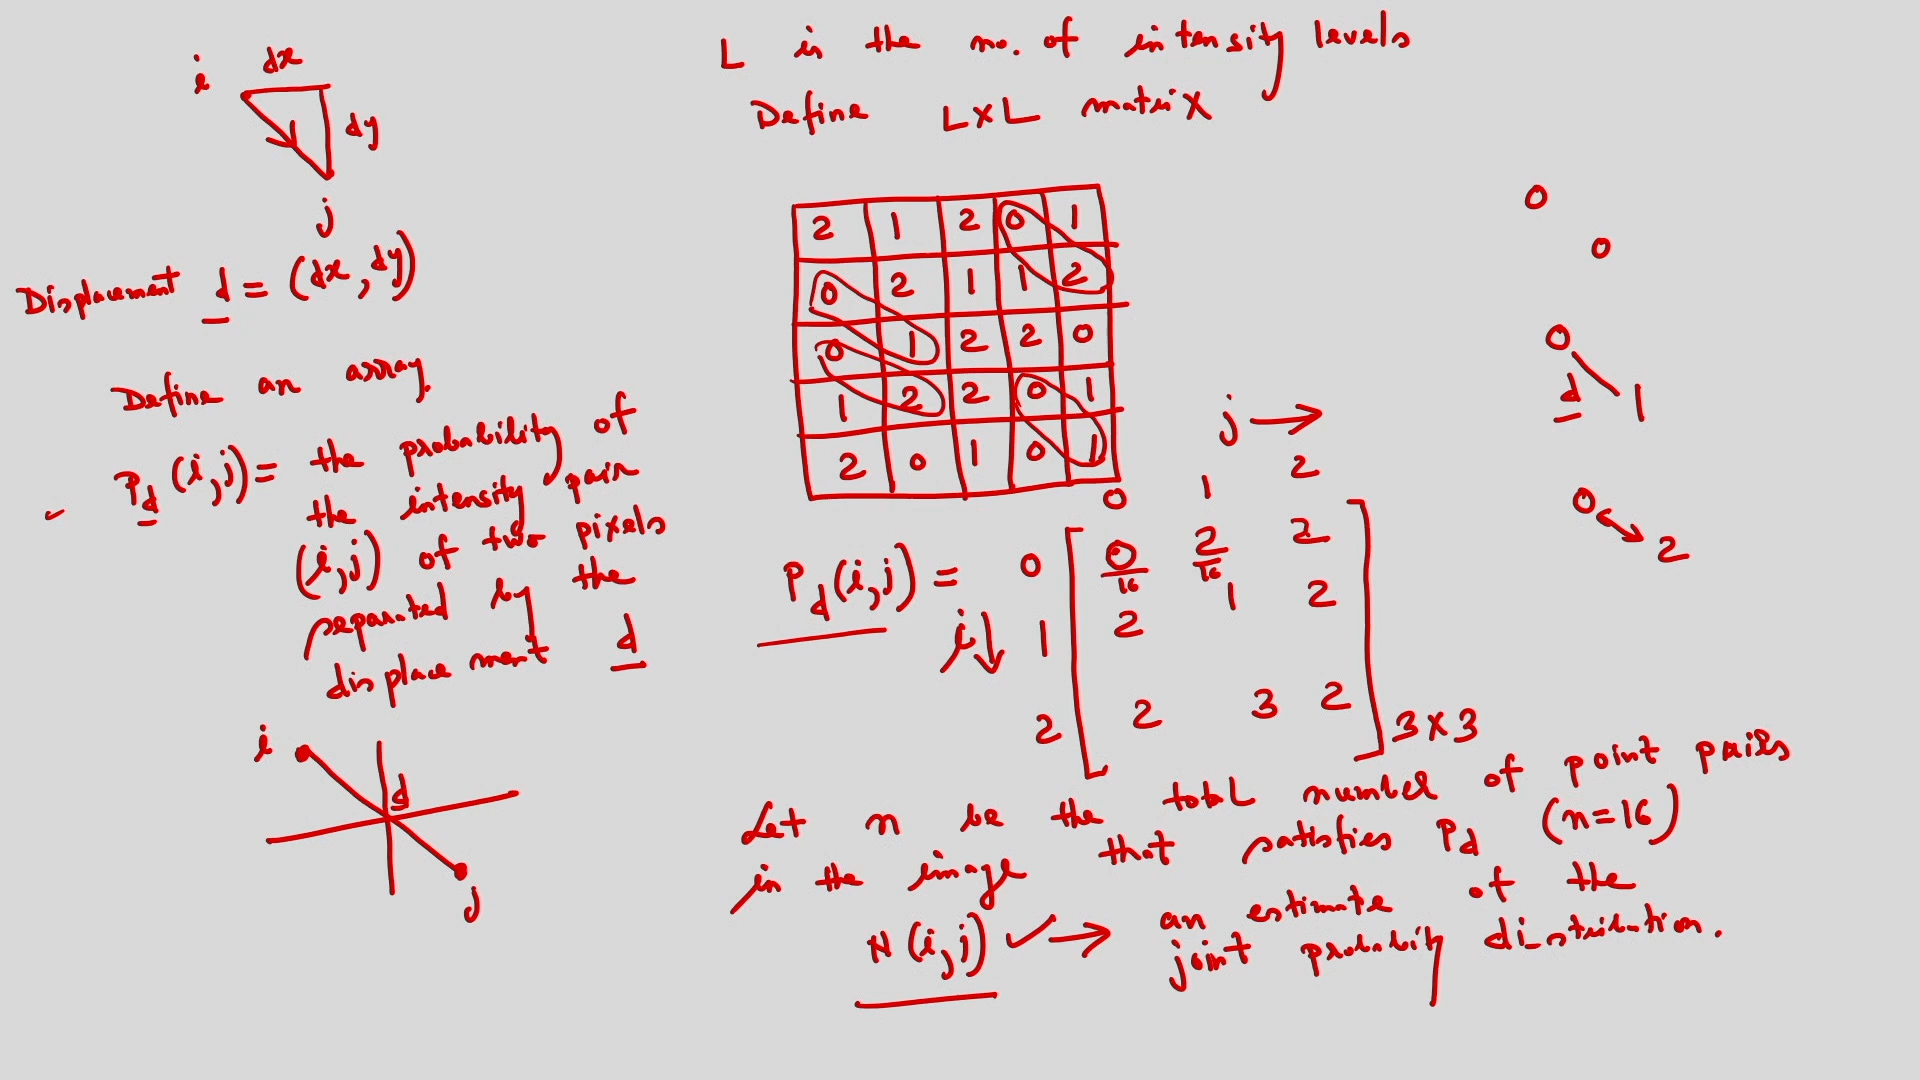 i dx
dy
j
Displacement d = (dx, dy)
Define an array
Pd (i,j) = the probability of
the intensity pair
(i,j) of two pixels
separated by the
displacement d
i
d
j
L is the no. of intensity levels
Define LXL matrix
2 1 2 0 1
0 2 1 1 2
0 1 2 2 0
1 2 2 0 1
2 0 1 0 1
0
0
0
d 1
0 2
j →
0 1 2
Pd (i,j) = 0 0/16 2/16 2
i↓ 1 2 1 2
2 2 3 2 3 X 3
Let n be the total number of point pairs
in the image that satisfies Pd (n=16)
N (i,j) ✓→ an estimate of the
joint probability distribution.